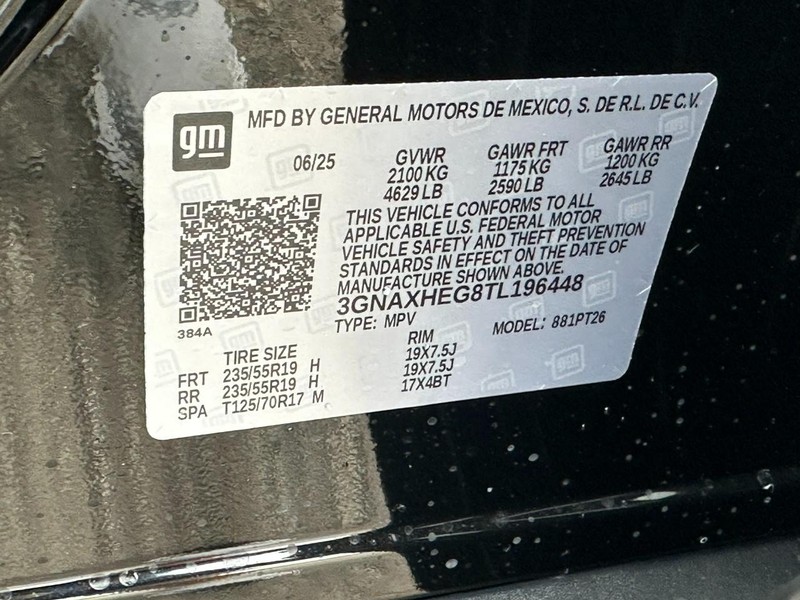 gm MFD BY GENERAL MOTORS DE MEXICO, S. DE R.L. DE C.V.
06/25 GVWR GAWR FRT GAWR RR
2100 KG 1175 KG 1200 KG
4629 LB 2590 LB 2645 LB
THIS VEHICLE CONFORMS TO ALL
APPLICABLE U.S. FEDERAL MOTOR
VEHICLE SAFETY AND THEFT PREVENTION
STANDARDS IN EFFECT ON THE DATE OF
MANUFACTURE SHOWN ABOVE.
3GNAXHEG8TL196448
384A TYPE: MPV MODEL: 881PT26
TIRE SIZE RIM
FRT 235/55R19 H 19X7.5J
RR 235/55R19 H 19X7.5J
SPA T125/70R17 M 17X4BT